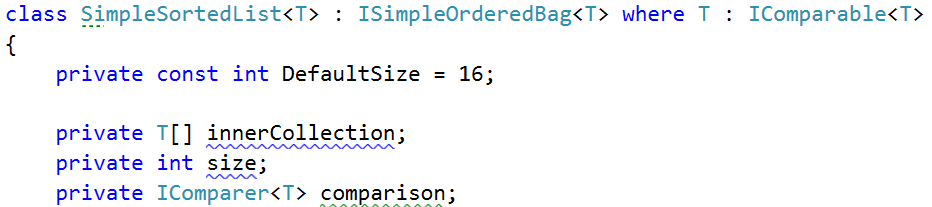 class SimpleSortedList<T> : ISimpleOrderedBag<T> where T : IComparable<T>
{
    private const int DefaultSize = 16;
    private T[] innerCollection;
    private int size;
    private IComparer<T> comparison;